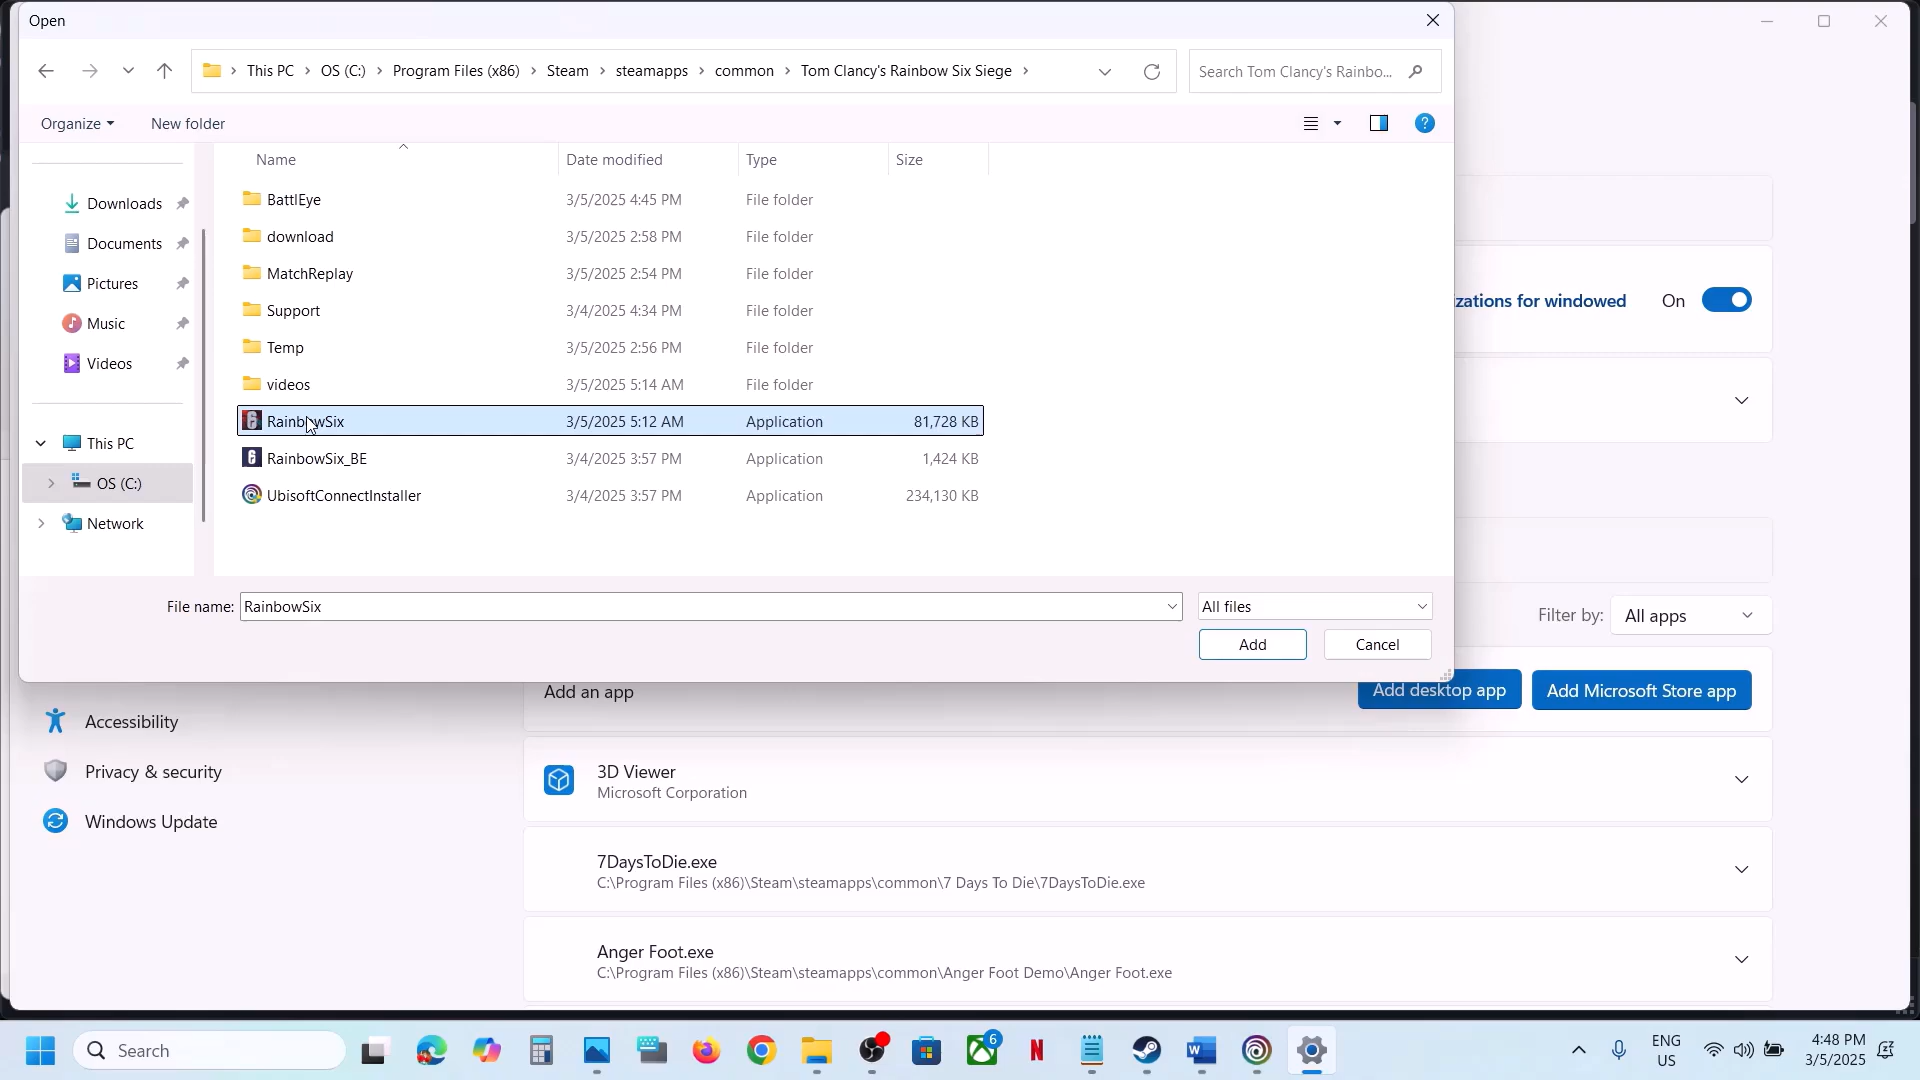 Open
This PC > OS (C:) > Program Files (x86) > Steam > steamapps > common > Tom Clancy's Rainbow Six Siege >
Search Tom Clancy's Rainbo...
Organize
New folder
Name
Date modified
Type
Size
Downloads
Documents
Pictures
Music
Videos
This PC
OS (C:)
Network
BattlEye 3/5/2025 4:45 PM File folder
download 3/5/2025 2:58 PM File folder
MatchReplay 3/5/2025 2:54 PM File folder
Support 3/4/2025 4:34 PM File folder
Temp 3/5/2025 2:56 PM File folder
videos 3/5/2025 5:14 AM File folder
RainbowSix 3/5/2025 5:12 AM Application 81,728 KB
RainbowSix_BE 3/4/2025 3:57 PM Application 1,424 KB
UbisoftConnectInstaller 3/4/2025 3:57 PM Application 234,130 KB
File name: RainbowSix
All files
Add
Cancel
izations for windowed
On
Filter by: All apps
Add an app
Add desktop app
Add Microsoft Store app
Accessibility
Privacy & security
Windows Update
3D Viewer
Microsoft Corporation
7DaysToDie.exe
C:\Program Files (x86)\Steam\steamapps\common\7 Days To Die\7DaysToDie.exe
Anger Foot.exe
C:\Program Files (x86)\Steam\steamapps\common\Anger Foot Demo\Anger Foot.exe
Search
6
ENG
US
4:48 PM
3/5/2025